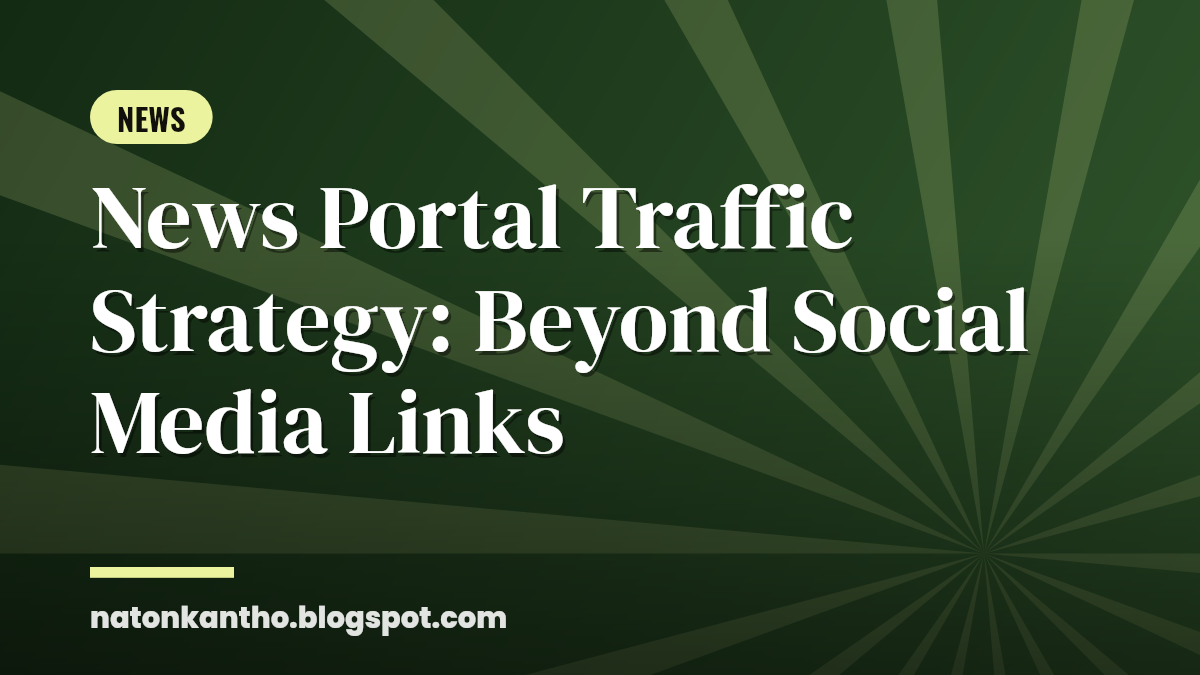 NEWS
News Portal Traffic
Strategy: Beyond Social
Media Links
natonkantho.blogspot.com